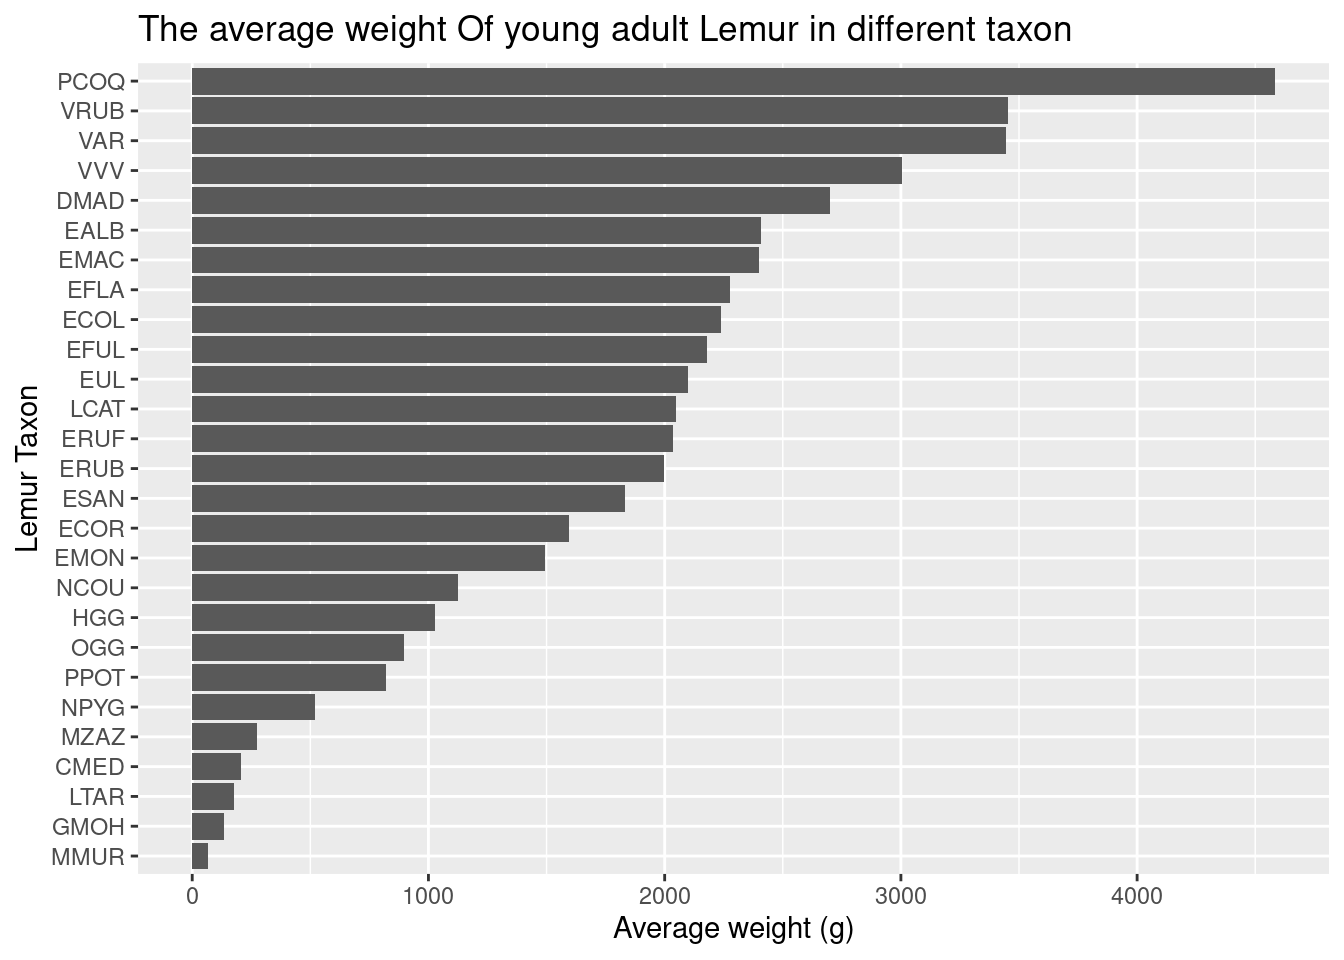 The average weight Of young adult Lemur in different taxon
PCOQ
VRUB
VAR
VVV
DMAD
EALB
EMAC
EFLA
ECOL
EFUL
EUL
LCAT
ERUF
ERUB
ESAN
ECOR
EMON
NCOU
HGG
OGG
PPOT
NPYG
MZAZ
CMED
LTAR
GMOH
MMUR
Lemur Taxon
0 1000 2000 3000 4000
Average weight (g)